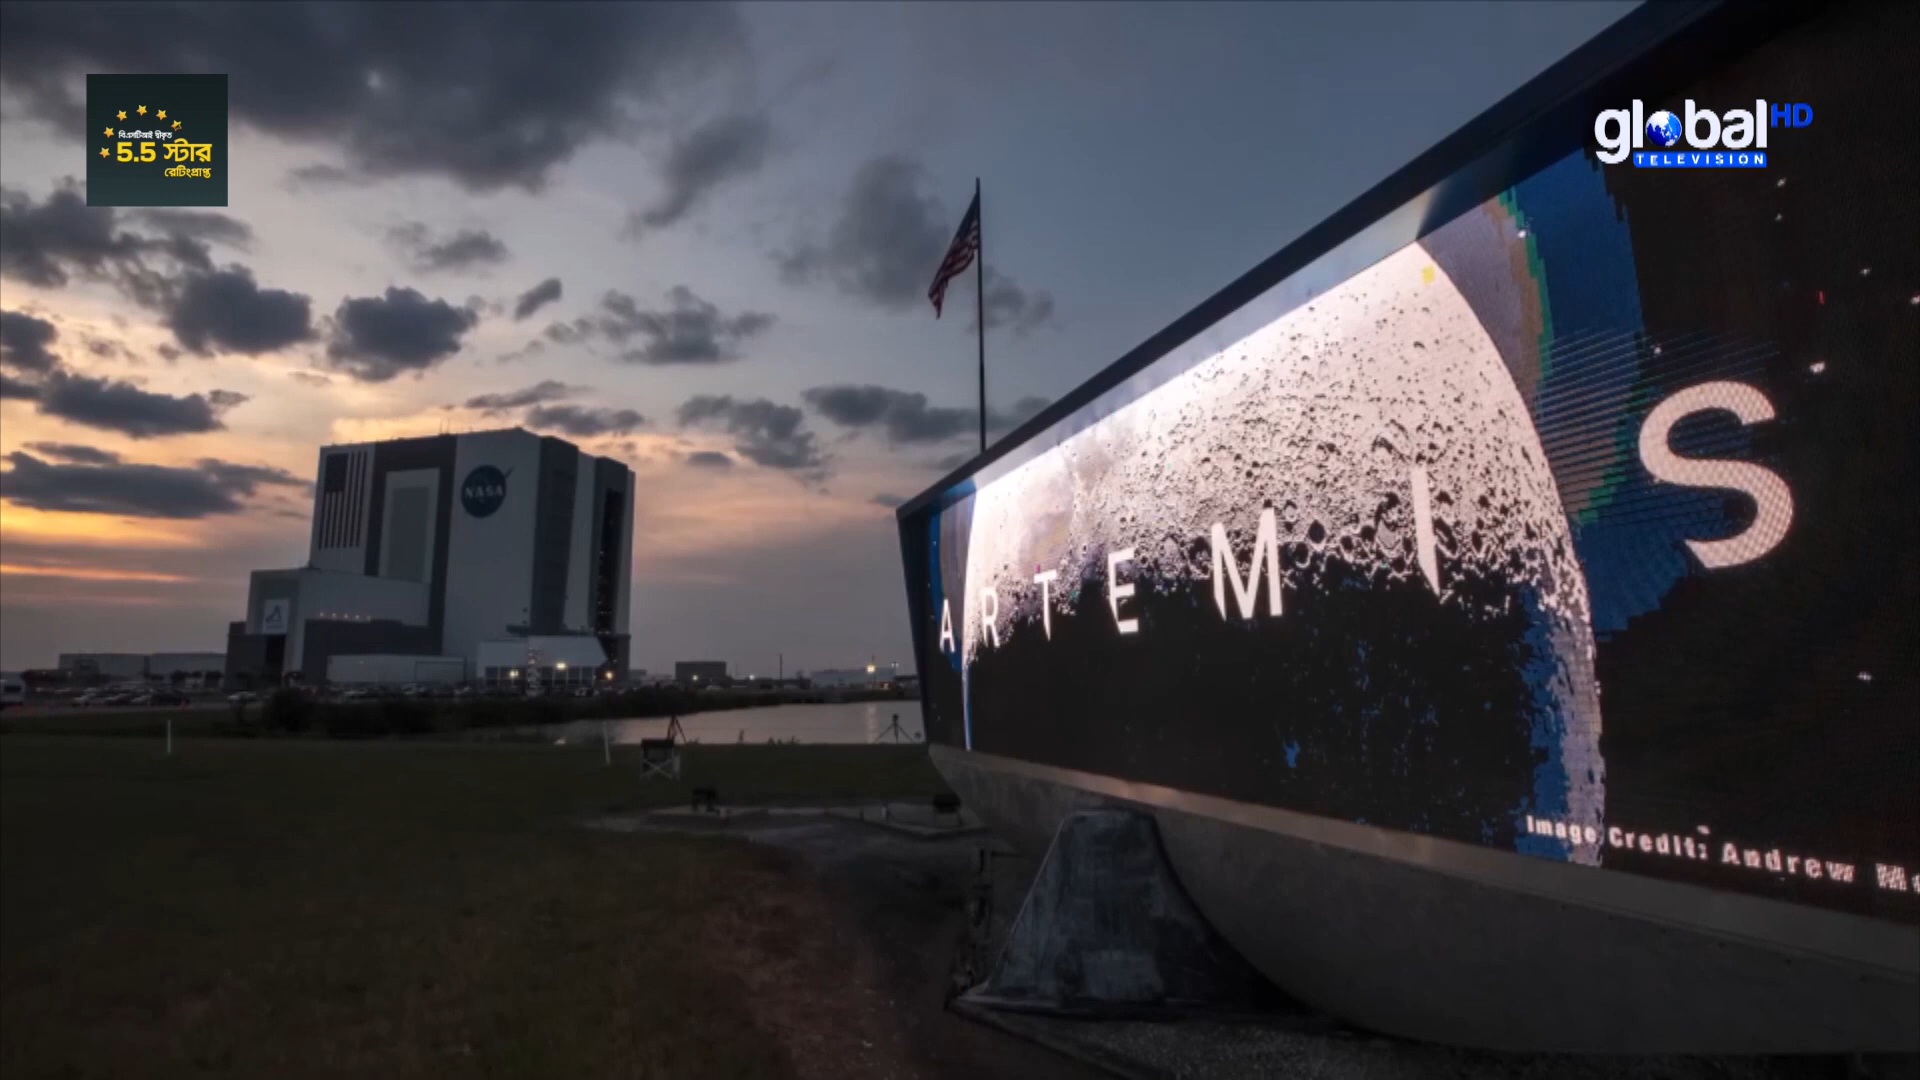 বিএসটিআই স্বীকৃত
5.5 স্টার
রেটিংপ্রাপ্ত
global HD
TELEVISION
NASA
ARTEMIS
Image Credit: Andrew